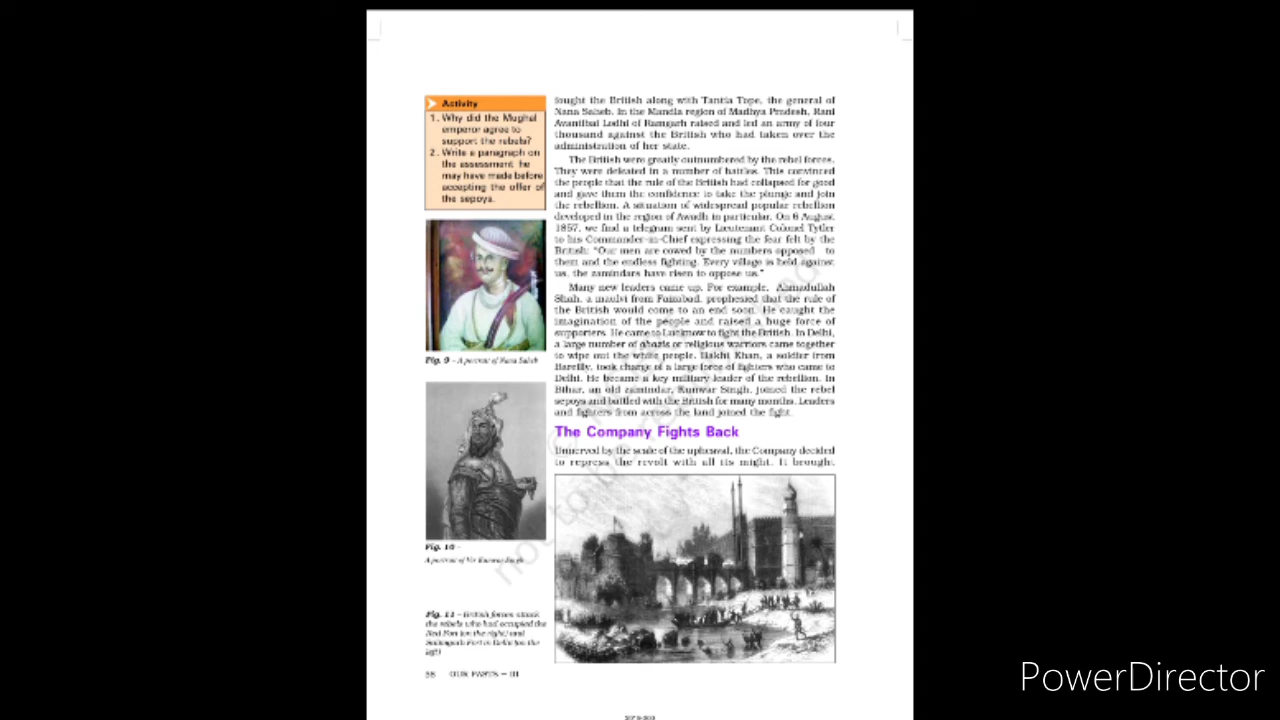 Activity
1. Why did the Mughal
emperor agree to
support the rebels?
2. Write a paragraph on
the assessment he
may have made before
accepting the offer of
the sepoys.
Fig. 9 – A portrait of Nana Saheb
Fig. 10 –
A portrait of Vir Kunwar Singh
Fig. 11 – British forces attack
the rebels who had occupied the
Red Fort (on the right) and
Salimgarh Fort in Delhi (on the
left)
fought the British along with Tantia Tope, the general of
Nana Saheb. In the Mandla region of Madhya Pradesh, Rani
Avantibai Lodhi of Ramgarh raised and led an army of four
thousand against the British who had taken over the
administration of her state.
The British were greatly outnumbered by the rebel forces.
They were defeated in a number of battles. This convinced
the people that the rule of the British had collapsed for good
and gave them the confidence to take the plunge and join
the rebellion. A situation of widespread popular rebellion
developed in the region of Awadh in particular. On 6 August
1857, we find a telegram sent by Lieutenant Colonel Tytler
to his Commander-in-Chief expressing the fear felt by the
British: “Our men are cowed by the numbers opposed to
them and the endless fighting. Every village is held against
us, the zamindars have risen to oppose us.”
Many new leaders came up. For example, Ahmadullah
Shah, a maulvi from Faizabad, prophesied that the rule of
the British would come to an end soon. He caught the
imagination of the people and raised a huge force of
supporters. He came to Lucknow to fight the British. In Delhi,
a large number of ghazis or religious warriors came together
to wipe out the white people. Bakht Khan, a soldier from
Bareilly, took charge of a large force of fighters who came to
Delhi. He became a key military leader of the rebellion. In
Bihar, an old zamindar, Kunwar Singh, joined the rebel
sepoys and battled with the British for many months. Leaders
and fighters from across the land joined the fight.
The Company Fights Back
Unnerved by the scale of the upheaval, the Company decided
to repress the revolt with all its might. It brought
58 OUR PASTS – III
PowerDirector